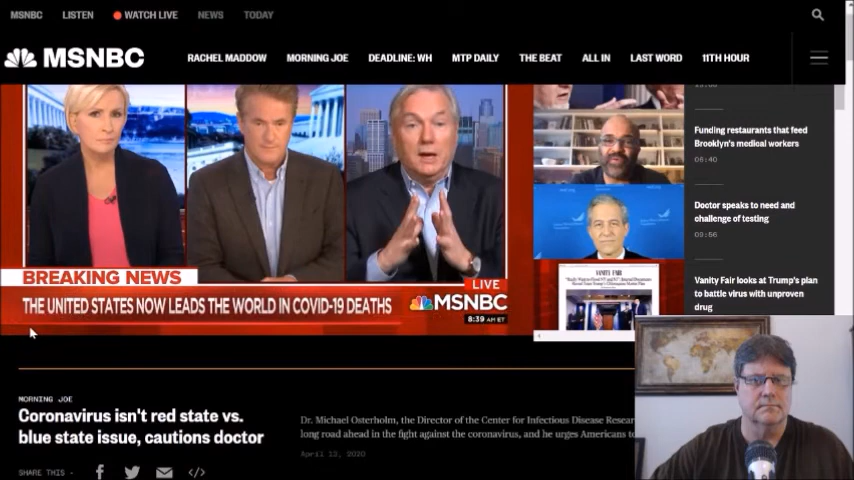 MSNBC LISTEN WATCH LIVE NEWS TODAY
MSNBC RACHEL MADDOW MORNING JOE DEADLINE: WH MTP DAILY THE BEAT ALL IN LAST WORD 11TH HOUR
Funding restaurants that feed
Brooklyn's medical workers
06:40
Doctor speaks to need and
challenge of testing
09:56
VANITY FAIR
Vanity Fair looks at Trump's plan
to battle virus with unproven
drug
BREAKING NEWS
LIVE
THE UNITED STATES NOW LEADS THE WORLD IN COVID-19 DEATHS
MSNBC
8:39 AM ET
MORNING JOE
Coronavirus isn't red state vs.
blue state issue, cautions doctor
Dr. Michael Osterholm, the Director of the Center for Infectious Disease Resea
long road ahead in the fight against the coronavirus, and he urges Americans to
April 13, 2020
SHARE THIS -